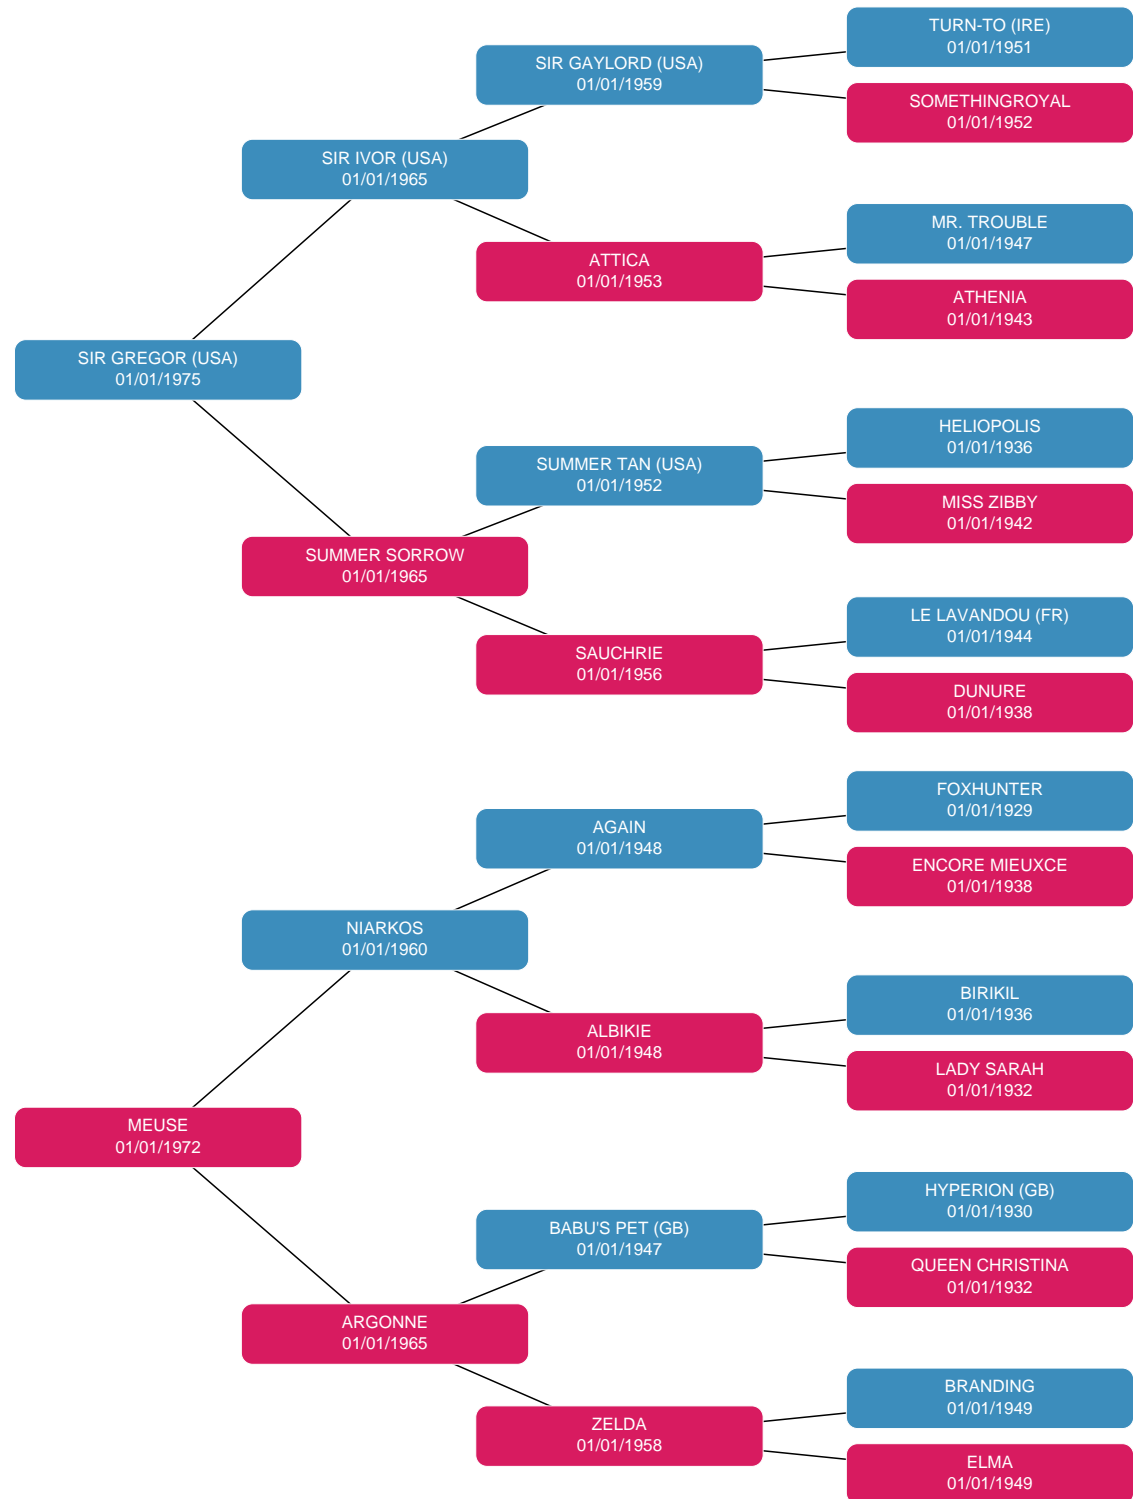 TURN-TO (IRE)
01/01/1951
SIR GAYLORD (USA)
01/01/1959
SOMETHINGROYAL
01/01/1952
SIR IVOR (USA)
01/01/1965
MR. TROUBLE
01/01/1947
ATTICA
01/01/1953
ATHENIA
01/01/1943
SIR GREGOR (USA)
01/01/1975
HELIOPOLIS
01/01/1936
SUMMER TAN (USA)
01/01/1952
MISS ZIBBY
01/01/1942
SUMMER SORROW
01/01/1965
LE LAVANDOU (FR)
01/01/1944
SAUCHRIE
01/01/1956
DUNURE
01/01/1938
FOXHUNTER
01/01/1929
AGAIN
01/01/1948
ENCORE MIEUXCE
01/01/1938
NIARKOS
01/01/1960
BIRIKIL
01/01/1936
ALBIKIE
01/01/1948
LADY SARAH
01/01/1932
MEUSE
01/01/1972
HYPERION (GB)
01/01/1930
BABU'S PET (GB)
01/01/1947
QUEEN CHRISTINA
01/01/1932
ARGONNE
01/01/1965
BRANDING
01/01/1949
ZELDA
01/01/1958
ELMA
01/01/1949